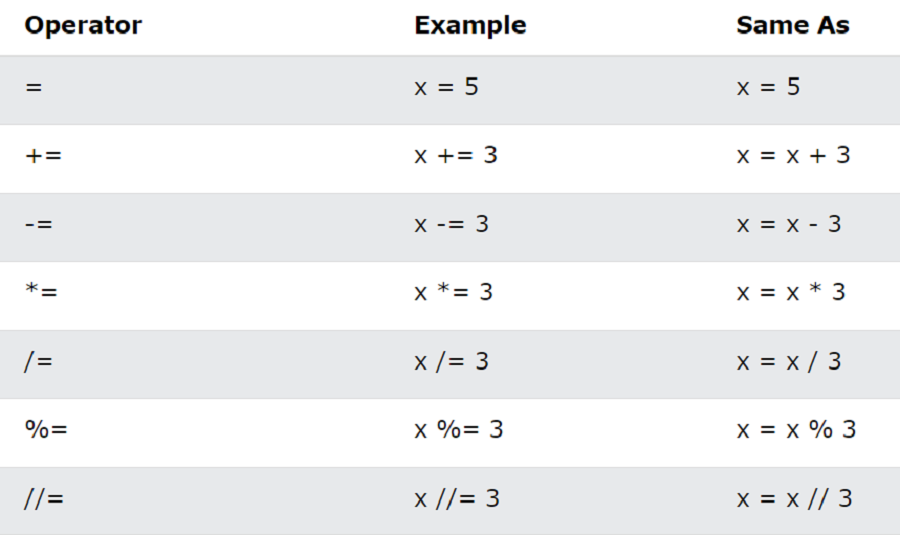 Operator Example Same As
= x = 5 x = 5
+= x += 3 x = x + 3
-= x -= 3 x = x - 3
*= x *= 3 x = x * 3
/= x /= 3 x = x / 3
%= x %= 3 x = x % 3
//= x //= 3 x = x // 3